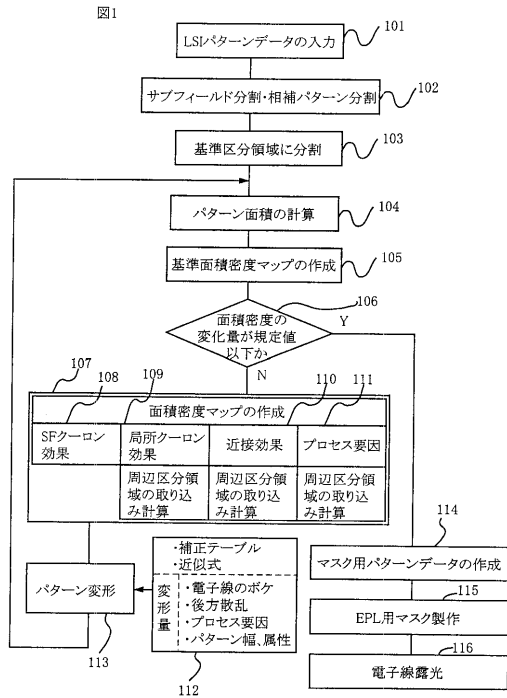 図1
LSIパターンデータの入力
101
サブフィールド分割・相補パターン分割
102
基準区分領域に分割
103
パターン面積の計算
104
基準面積密度マップの作成
105
106
面積密度の
変化量が規定値
以下か
Y
N
107
108
109
110
111
面積密度マップの作成
SFクーロン
効果
局所クーロン
効果
近接効果
プロセス要因
周辺区分領
域の取り込
み計算
周辺区分領
域の取り込
み計算
周辺区分領
域の取り込
み計算
パターン変形
113
・補正テーブル
・近似式
変形量
・電子線のボケ
・後方散乱
・プロセス要因
・パターン幅、属性
112
114
マスク用パターンデータの作成
115
EPL用マスク製作
116
電子線露光